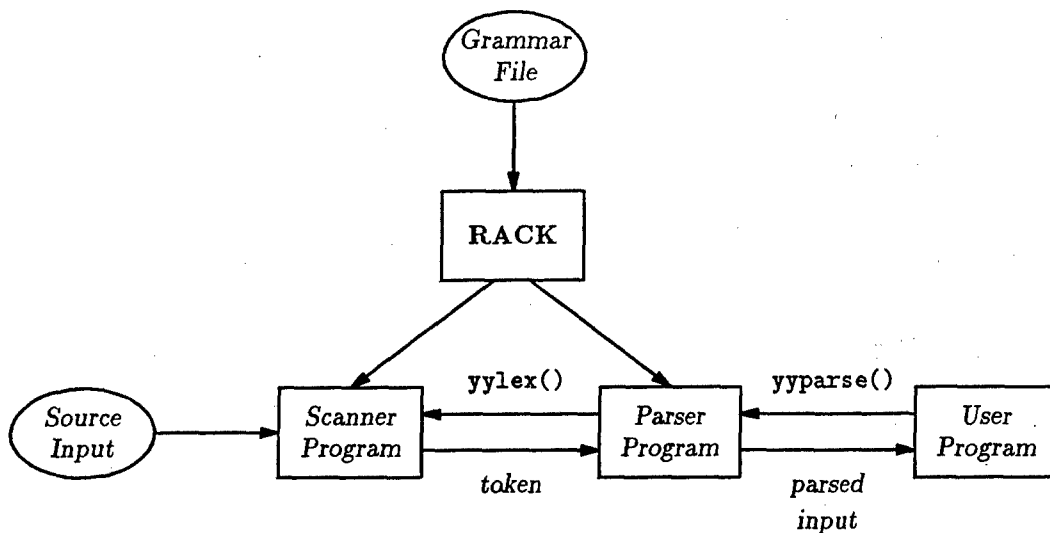 Grammar
File
RACK
yylex()
yyparse()
Source
Input
Scanner
Program
Parser
Program
User
Program
token
parsed
input